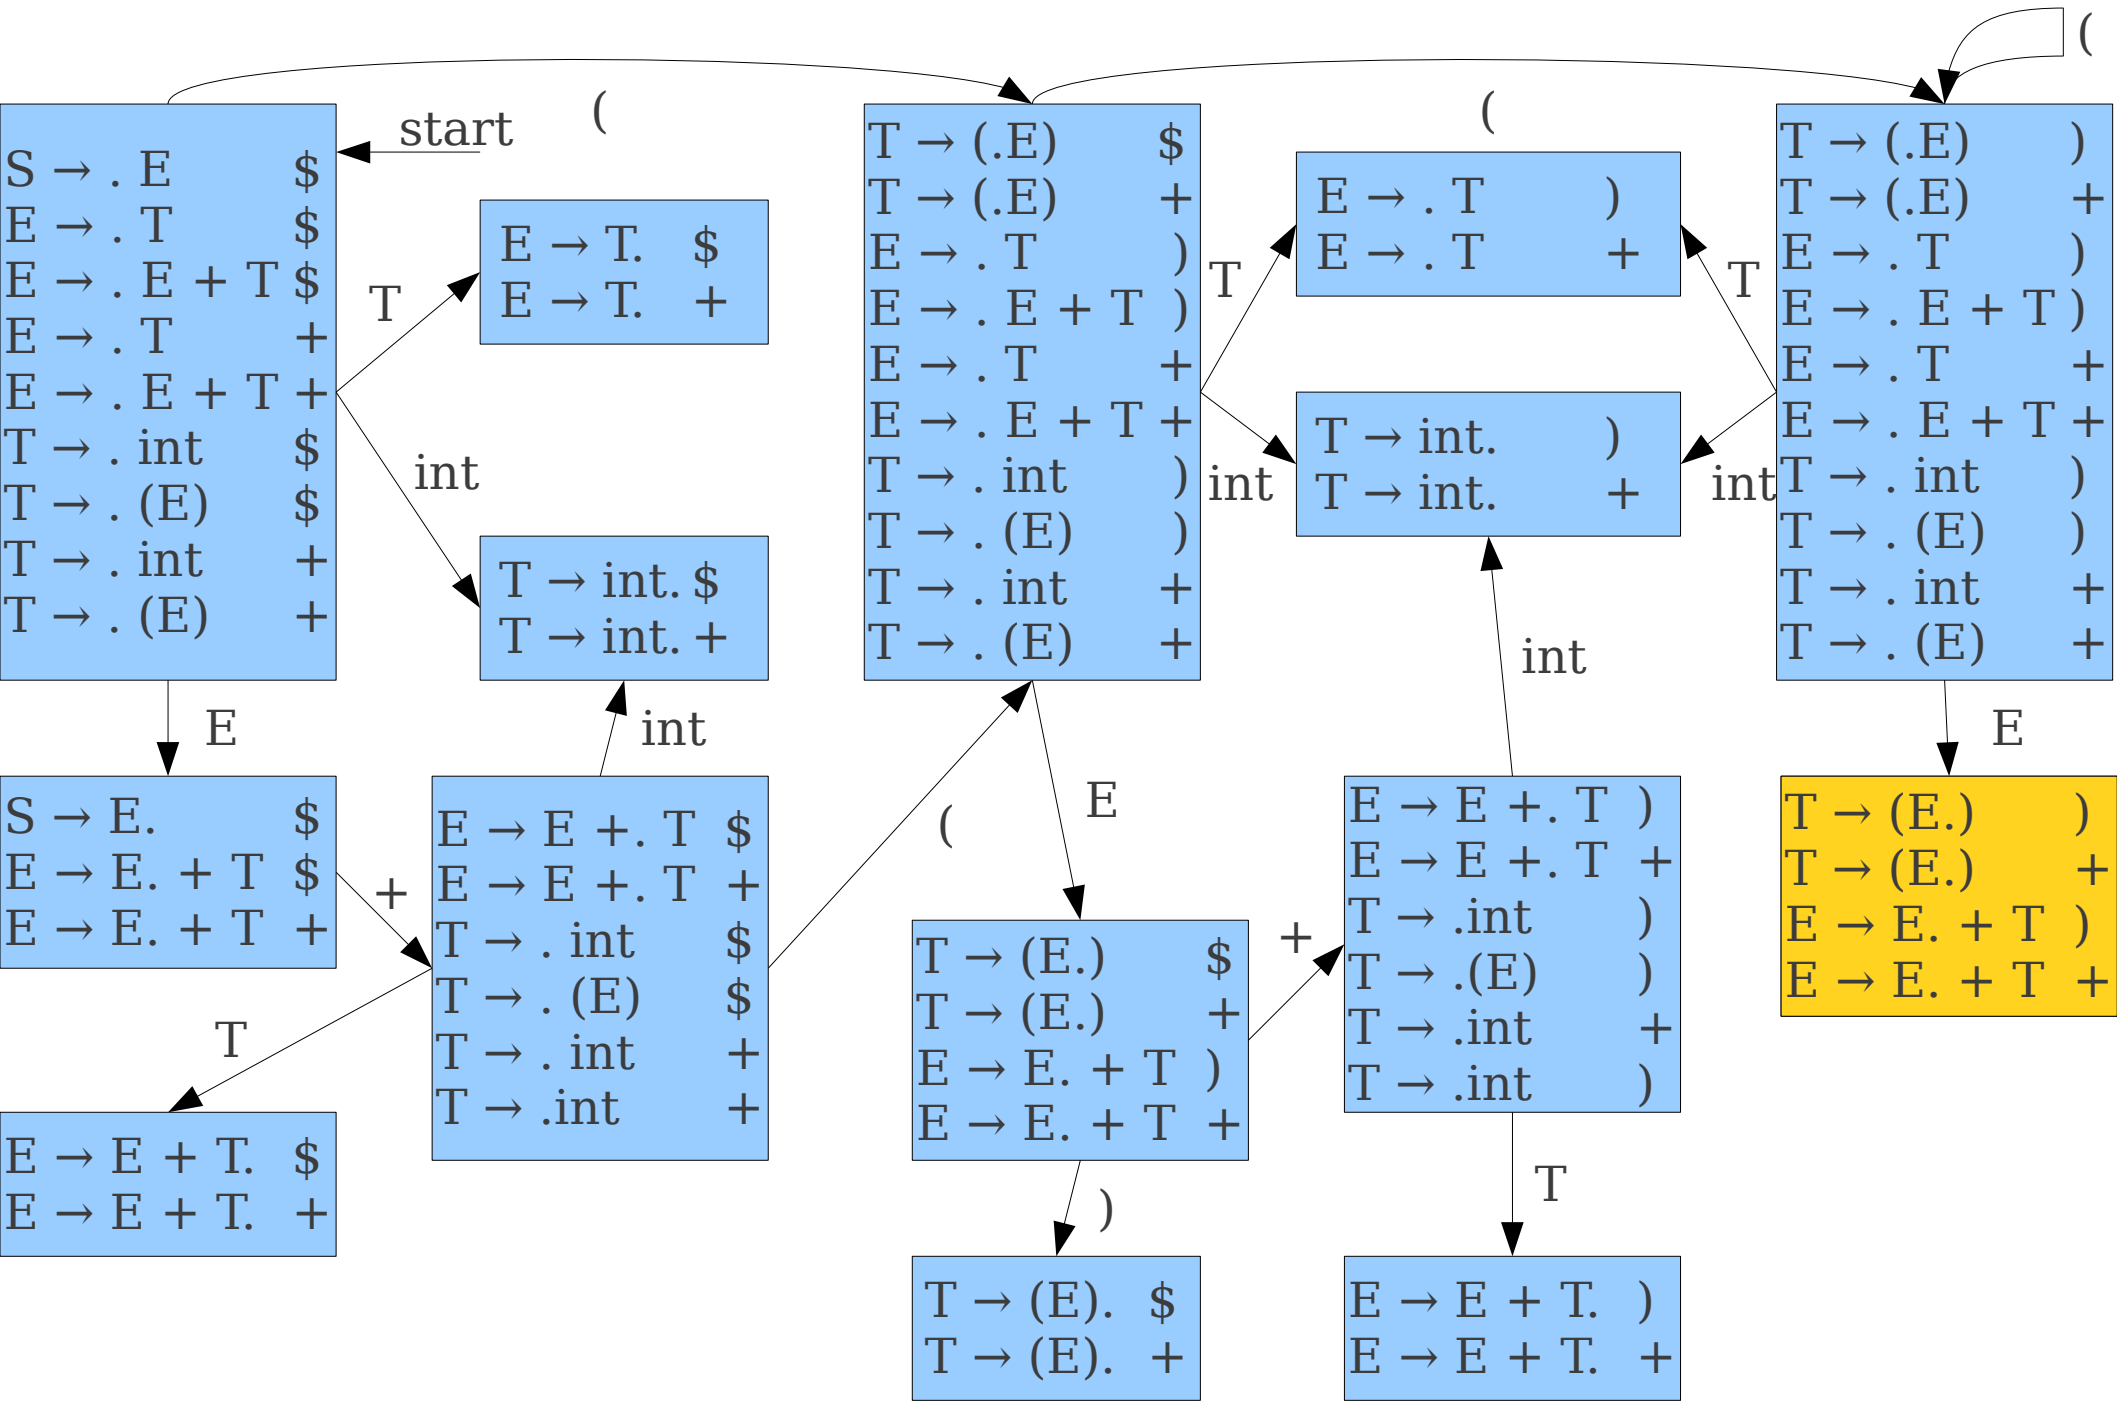 (
(
start
(
S → . E $
E → . T $
E → . E + T $
E → . T +
E → . E + T +
T → . int $
T → . (E) $
T → . int +
T → . (E) +
T
E → T. $
E → T. +
int
T → int. $
T → int. +
T → (.E) $
T → (.E) +
E → . T )
E → . E + T )
E → . T +
E → . E + T +
T → . int )
T → . (E) )
T → . int +
T → . (E) +
T
E → . T )
E → . T +
T
int
T → int. )
T → int. +
int
T → (.E) )
T → (.E) +
E → . T )
E → . E + T )
E → . T +
E → . E + T +
T → . int )
T → . (E) )
T → . int +
T → . (E) +
E
int
int
E
E
(
S → E. $
E → E. + T $
E → E. + T +
+
E → E +. T $
E → E +. T +
T → . int $
T → . (E) $
T → . int +
T → .int +
T
E → E + T. $
E → E + T. +
T → (E.) $
T → (E.) +
E → E. + T )
E → E. + T +
+
E → E +. T )
E → E +. T +
T → .int )
T → .(E) )
T → .int +
T → .int )
T → (E.) )
T → (E.) +
E → E. + T )
E → E. + T +
)
T
T → (E). $
T → (E). +
E → E + T. )
E → E + T. +